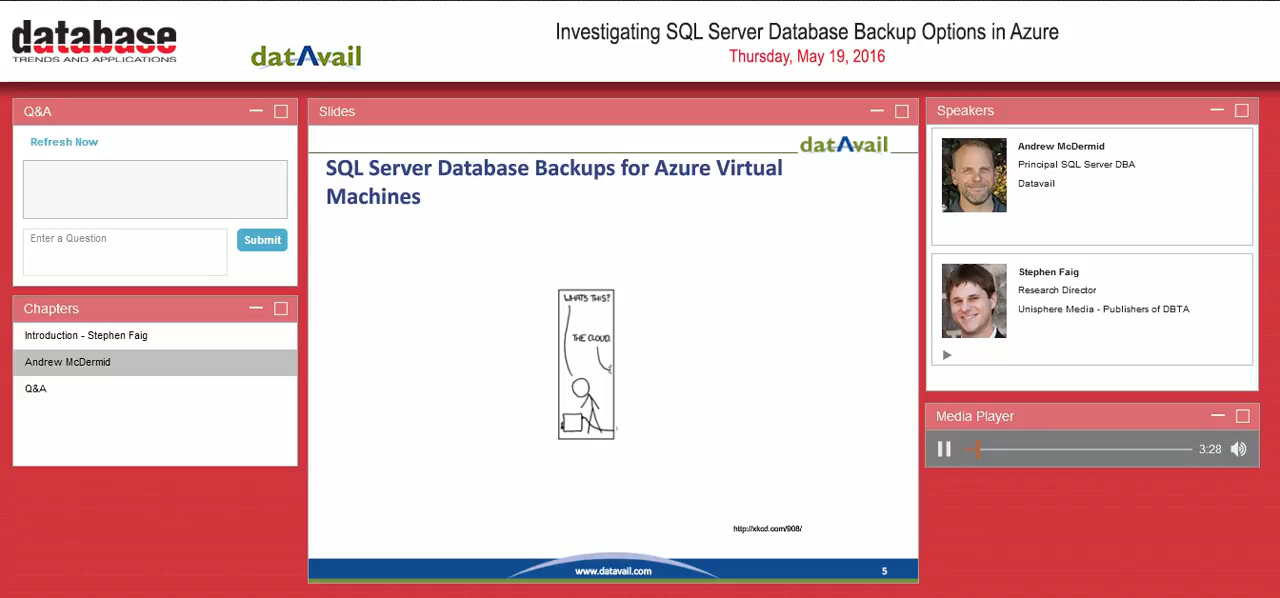 database
TRENDS AND APPLICATIONS
datAvail
Investigating SQL Server Database Backup Options in Azure
Thursday, May 19, 2016
Q&A
Refresh Now
Enter a Question
Submit
Chapters
Introduction - Stephen Faig
Andrew McDermid
Q&A
Slides
datAvail
SQL Server Database Backups for Azure Virtual
Machines
WHAT'S THIS?
THE CLOUD.
http://xkcd.com/908/
www.datavail.com
5
Speakers
Andrew McDermid
Principal SQL Server DBA
Datavail
Stephen Faig
Research Director
Unisphere Media - Publishers of DBTA
Media Player
3:28